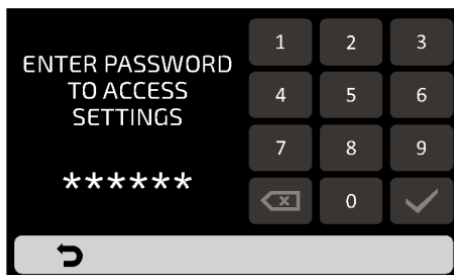 ENTER PASSWORD
TO ACCESS
SETTINGS
******
1 2 3
4 5 6
7 8 9
0